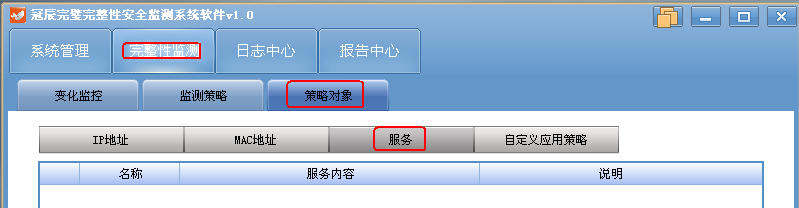 冠辰完璧完整性安全监测系统软件v1.0
系统管理 完整性监测 日志中心 报告中心
变化监控 监测策略 策略对象
IP地址 MAC地址 服务 自定义应用策略
名称 服务内容 说明